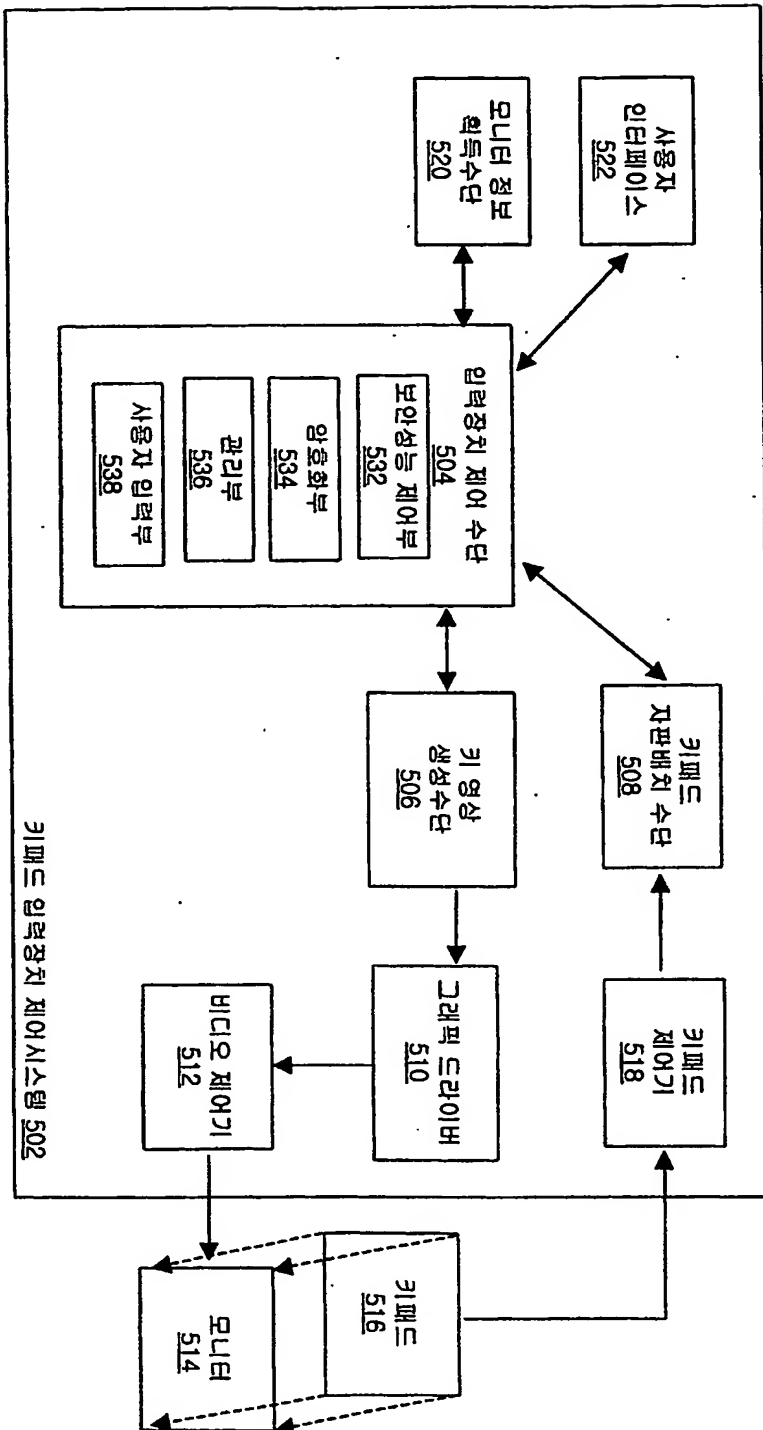 사용자
인터페이스
522
모니터 정보
획득수단
520
입력장치 제어 수단
504
보안성능 제어부
532
암호화부
534
관리부
536
사용자 입력부
538
키패드
자판배치 수단
508
키 영상
생성수단
506
키패드
제어기
518
그래픽 드라이버
510
비디오 제어기
512
키패드
516
모니터
514
키패드 입력장치 제어시스템 502